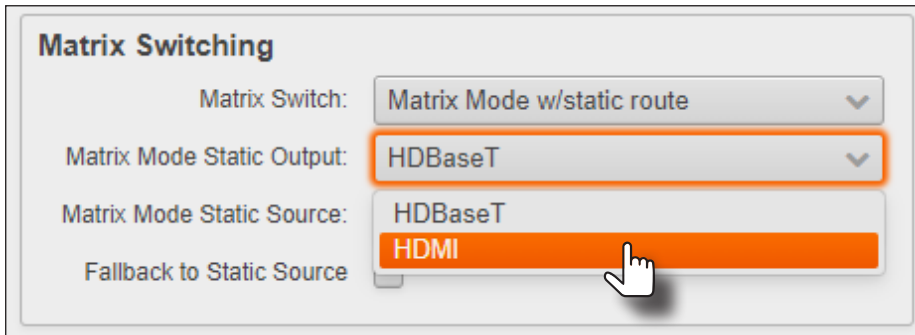 Matrix Switching
Matrix Switch: Matrix Mode w/static route
Matrix Mode Static Output: HDBaseT
Matrix Mode Static Source: HDBaseT
HDMI
Fallback to Static Source